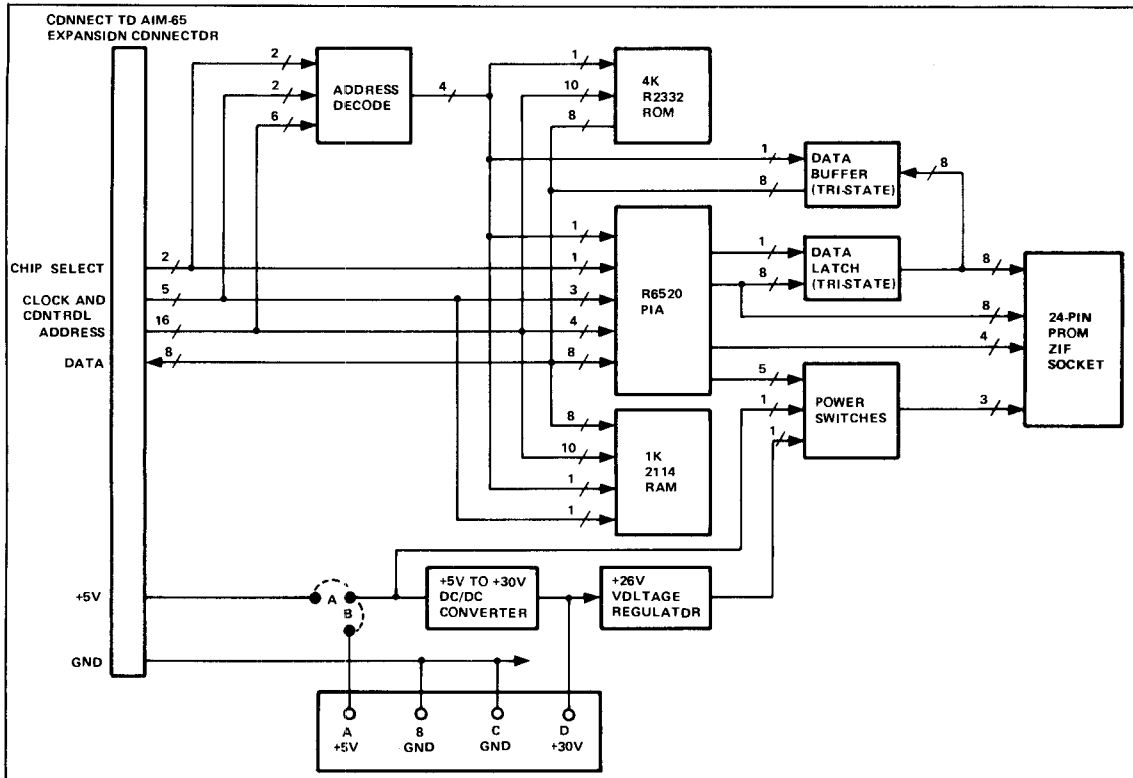 CONNECT TO AIM-65
EXPANSION CONNECTOR
2
2
6
ADDRESS
DECODE
4
1
10
8
4K
R2332
ROM
1
8
DATA
BUFFER
(TRI-STATE)
8
CHIP SELECT
2
CLOCK AND
CONTROL
5
ADDRESS
16
DATA
8
1
1
3
4
8
R6520
PIA
1
8
DATA
LATCH
(TRI-STATE)
8
8
4
3
24-PIN
PROM
ZIF
SOCKET
5
1
1
POWER
SWITCHES
8
10
1
1
1K
2114
RAM
+5V
A
B
+5V TO +30V
DC/DC
CONVERTER
+26V
VOLTAGE
REGULATOR
GND
A
+5V
B
GND
C
GND
D
+30V